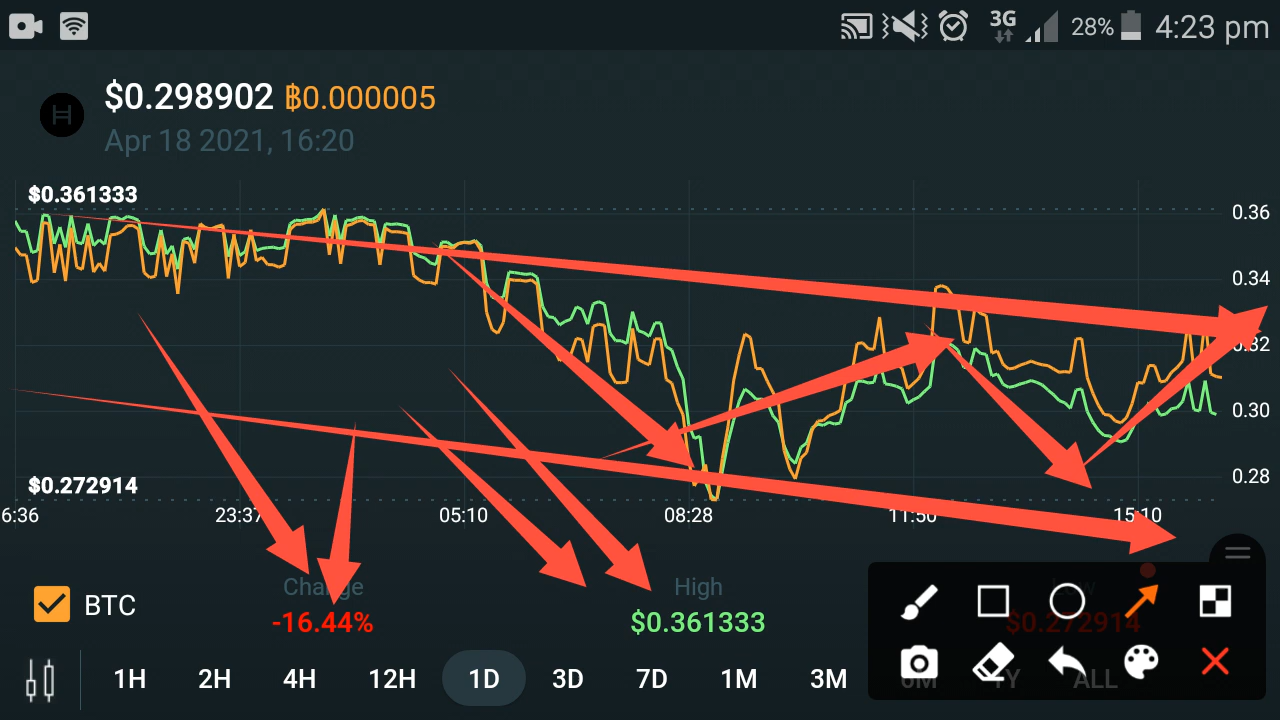 3G 28% 4:23 pm
$0.298902 ฿0.000005
Apr 18 2021, 16:20
$0.361333
0.36
0.34
0.32
0.30
0.28
$0.272914
6:36 23:37 05:10 08:28 11:50 15:10
BTC
Change
-16.44%
High
$0.361333
Low
$0.272914
1H 2H 4H 12H 1D 3D 7D 1M 3M 6M 1Y ALL